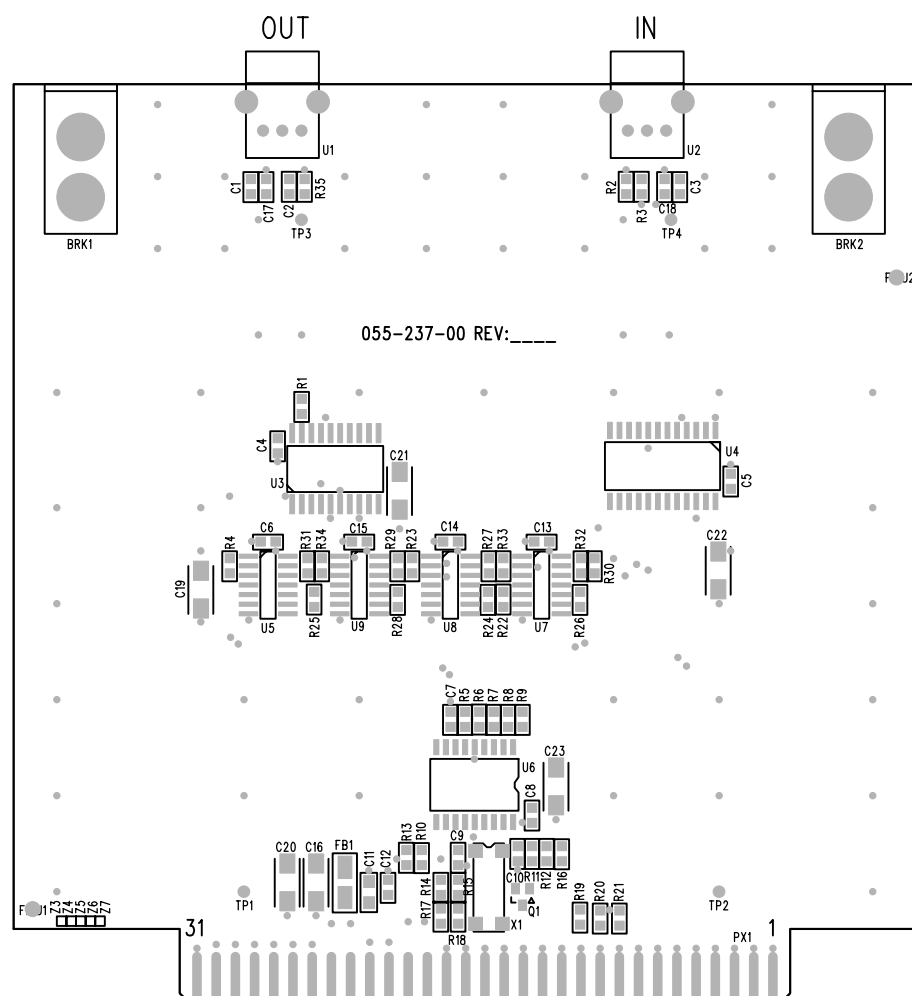 OUT IN
U1 U2
C1 C17 C2 R35 R2 R3 C18 C3
TP3 TP4
BRK1 BRK2
055-237-00 REV:____
R1
C4 U3 C21 U4 C5
C6 C15 C14 C13
R4 R31 R34 R29 R23 R27 R33 R32 R30 C22
C19
U5 R25 U9 R28 U8 R24 R22 U7 R26
C7 R5 R6 R7 R8 R9
U6 C23
C8
C20 C16 FB1 C11 C12 R13 R10 C9
R14 R15 C10 R11 R12 R16
Z3 Z4 Z5 Z6 Z7 TP1 R17 R18 X1 Q1 R19 R20 R21 TP2
31 1
PX1